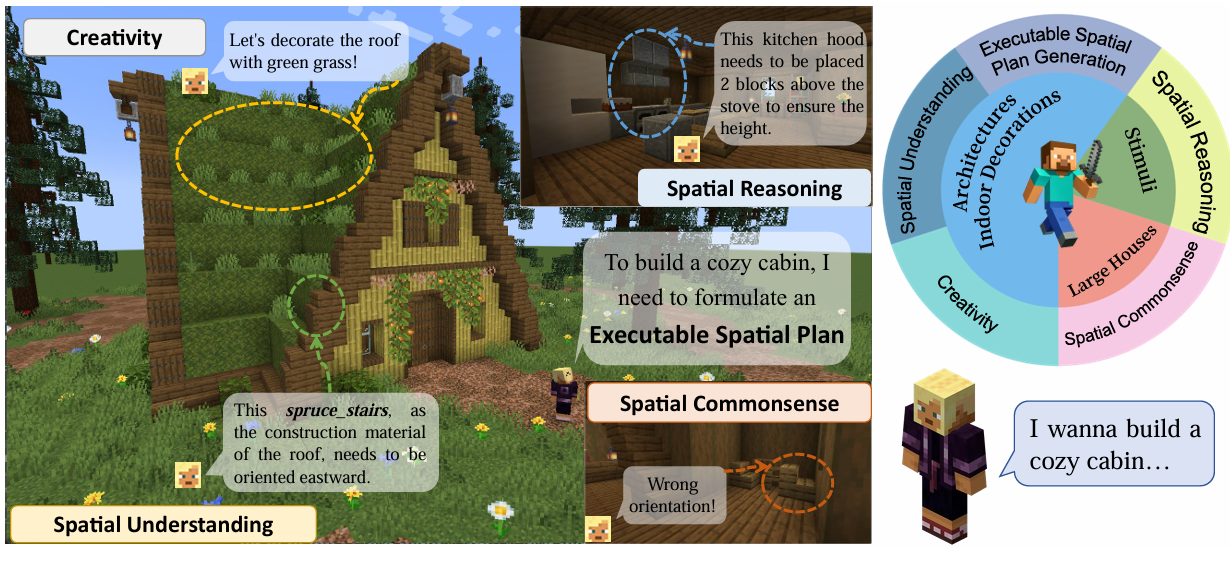 Creativity
Let's decorate the roof
with green grass!
This kitchen hood
needs to be placed
2 blocks above the
stove to ensure the
height.
Spatial Reasoning
To build a cozy cabin, I
need to formulate an
Executable Spatial Plan
This spruce_stairs, as
the construction material
of the roof, needs to be
oriented eastward.
Spatial Understanding
Spatial Commonsense
Wrong
orientation!
Executable Spatial
Plan Generation
Spatial Understanding
Spatial Reasoning
Architectures
Indoor Decorations
Stimuli
Large Houses
Creativity
Spatial Commonsense
I wanna build a
cozy cabin…